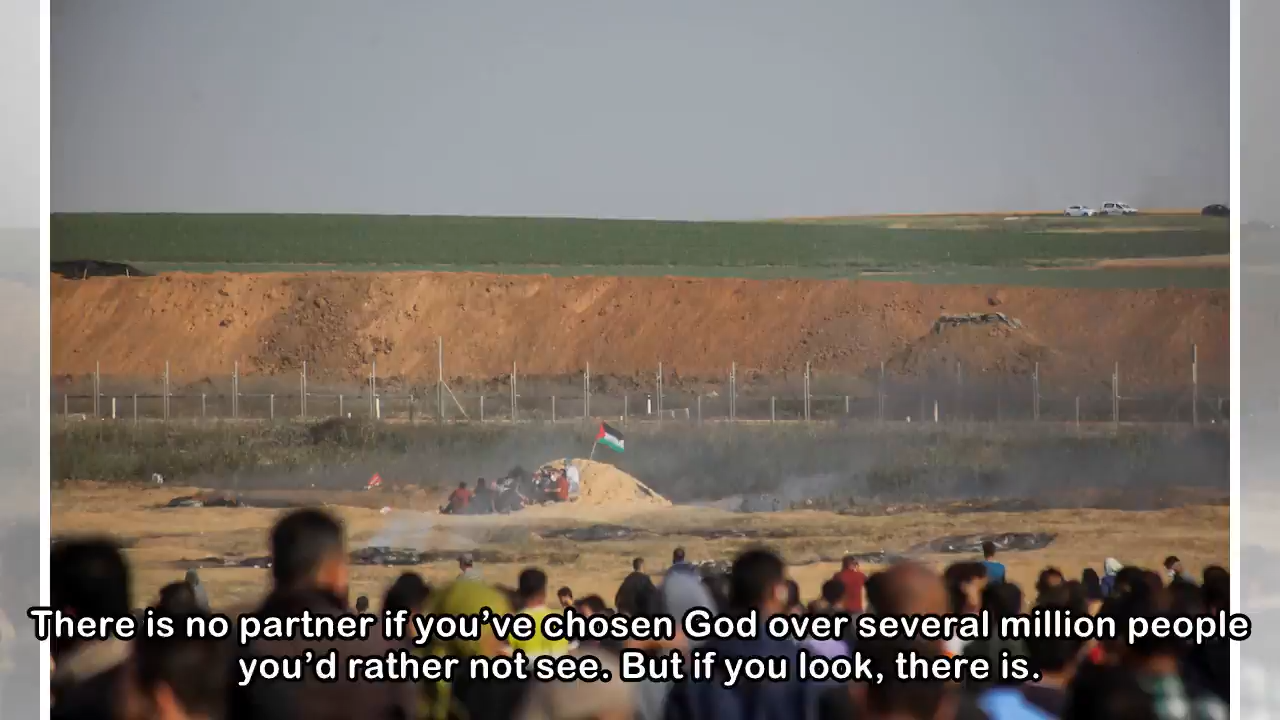 There is no partner if you’ve chosen God over several million people
you’d rather not see. But if you look, there is.